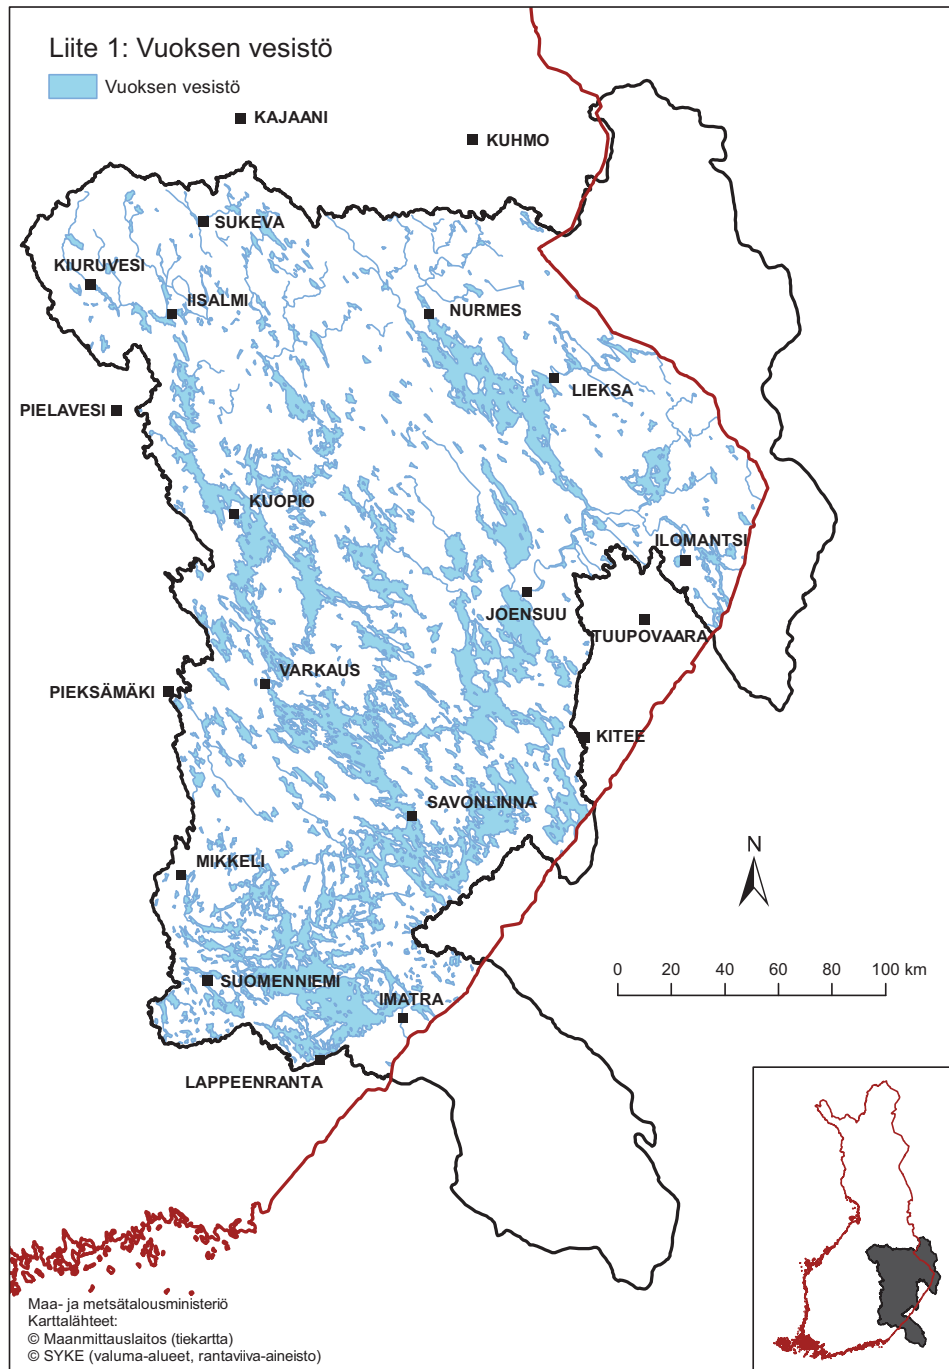 Liite 1: Vuoksen vesistö
Vuoksen vesistö
KAJAANI
KUHMO
SUKEVA
KIURUVESI
IISALMI
NURMES
LIEKSA
PIELAVESI
KUOPIO
ILOMANTSI
JOENSUU
TUUPOVAARA
VARKAUS
PIEKSÄMÄKI
KITEE
SAVONLINNA
MIKKELI
N
SUOMENNIEMI
IMATRA
0 20 40 60 80 100 km
LAPPEENRANTA
Maa- ja metsätalousministeriö
Karttalähteet:
© Maanmittauslaitos (tiekartta)
© SYKE (valuma-alueet, rantaviiva-aineisto)